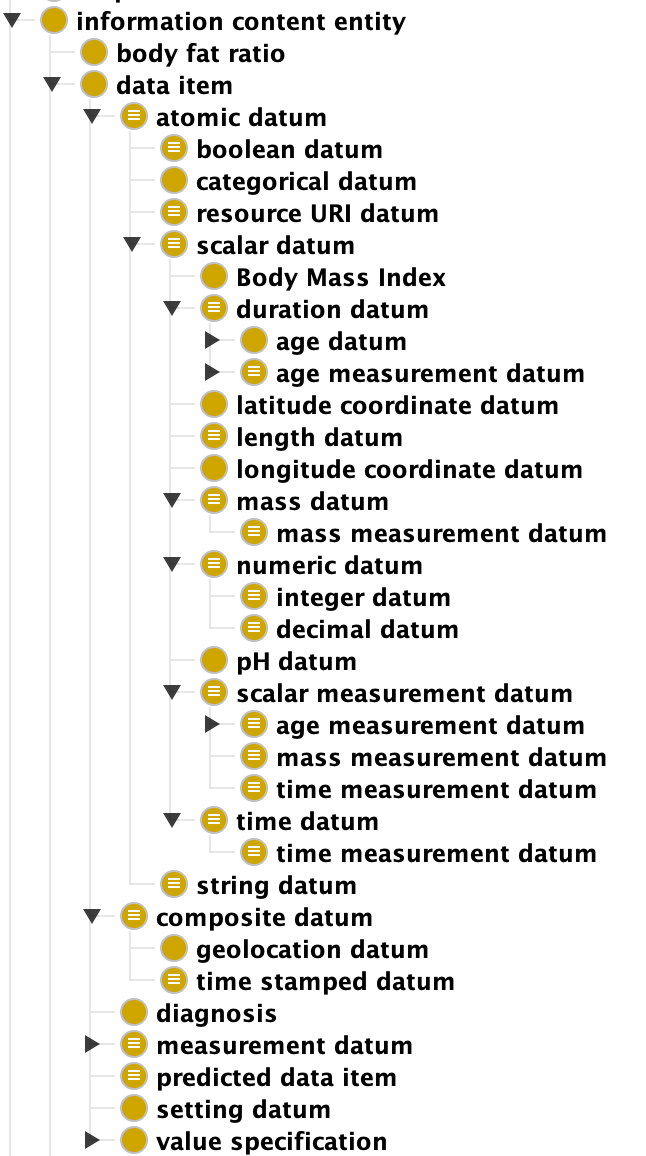 information content entity
body fat ratio
data item
atomic datum
boolean datum
categorical datum
resource URI datum
scalar datum
Body Mass Index
duration datum
age datum
age measurement datum
latitude coordinate datum
length datum
longitude coordinate datum
mass datum
mass measurement datum
numeric datum
integer datum
decimal datum
pH datum
scalar measurement datum
age measurement datum
mass measurement datum
time measurement datum
time datum
time measurement datum
string datum
composite datum
geolocation datum
time stamped datum
diagnosis
measurement datum
predicted data item
setting datum
value specification